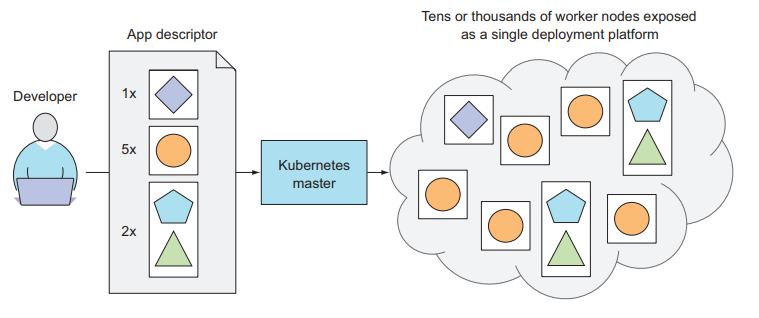 Tens or thousands of worker nodes exposed
as a single deployment platform
App descriptor
Developer
1x
5x
2x
Kubernetes
master